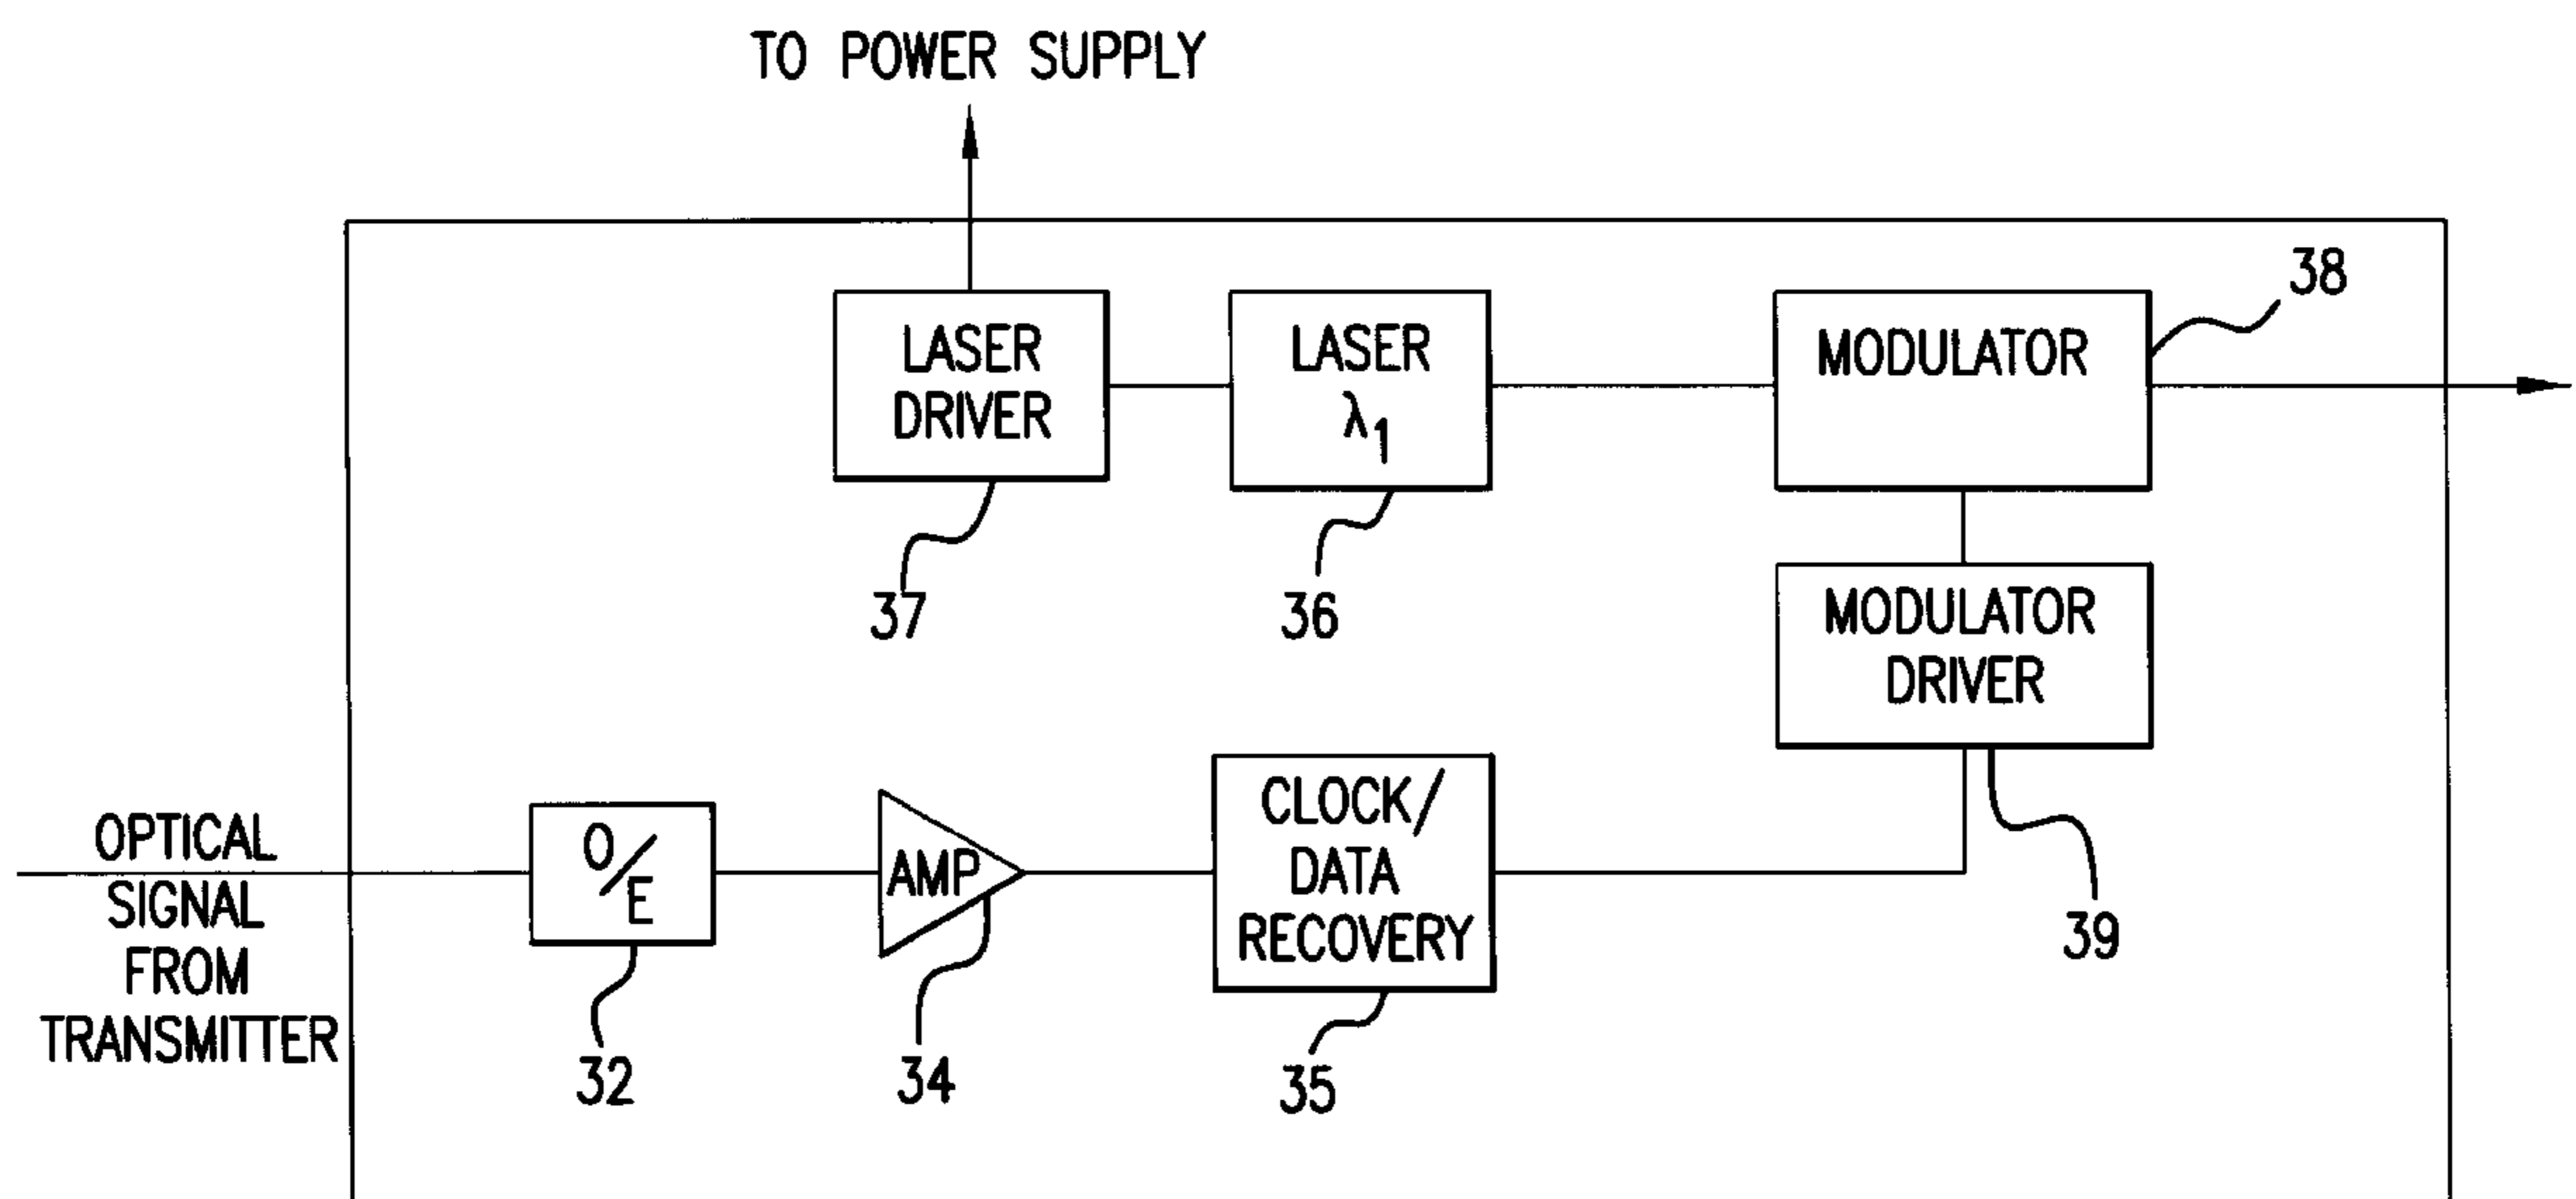 TO POWER SUPPLY
38
LASER
DRIVER
LASER
λ1
MODULATOR
37
36
MODULATOR
DRIVER
OPTICAL
SIGNAL
FROM
TRANSMITTER
O/E
AMP
CLOCK/
DATA
RECOVERY
39
32
34
35